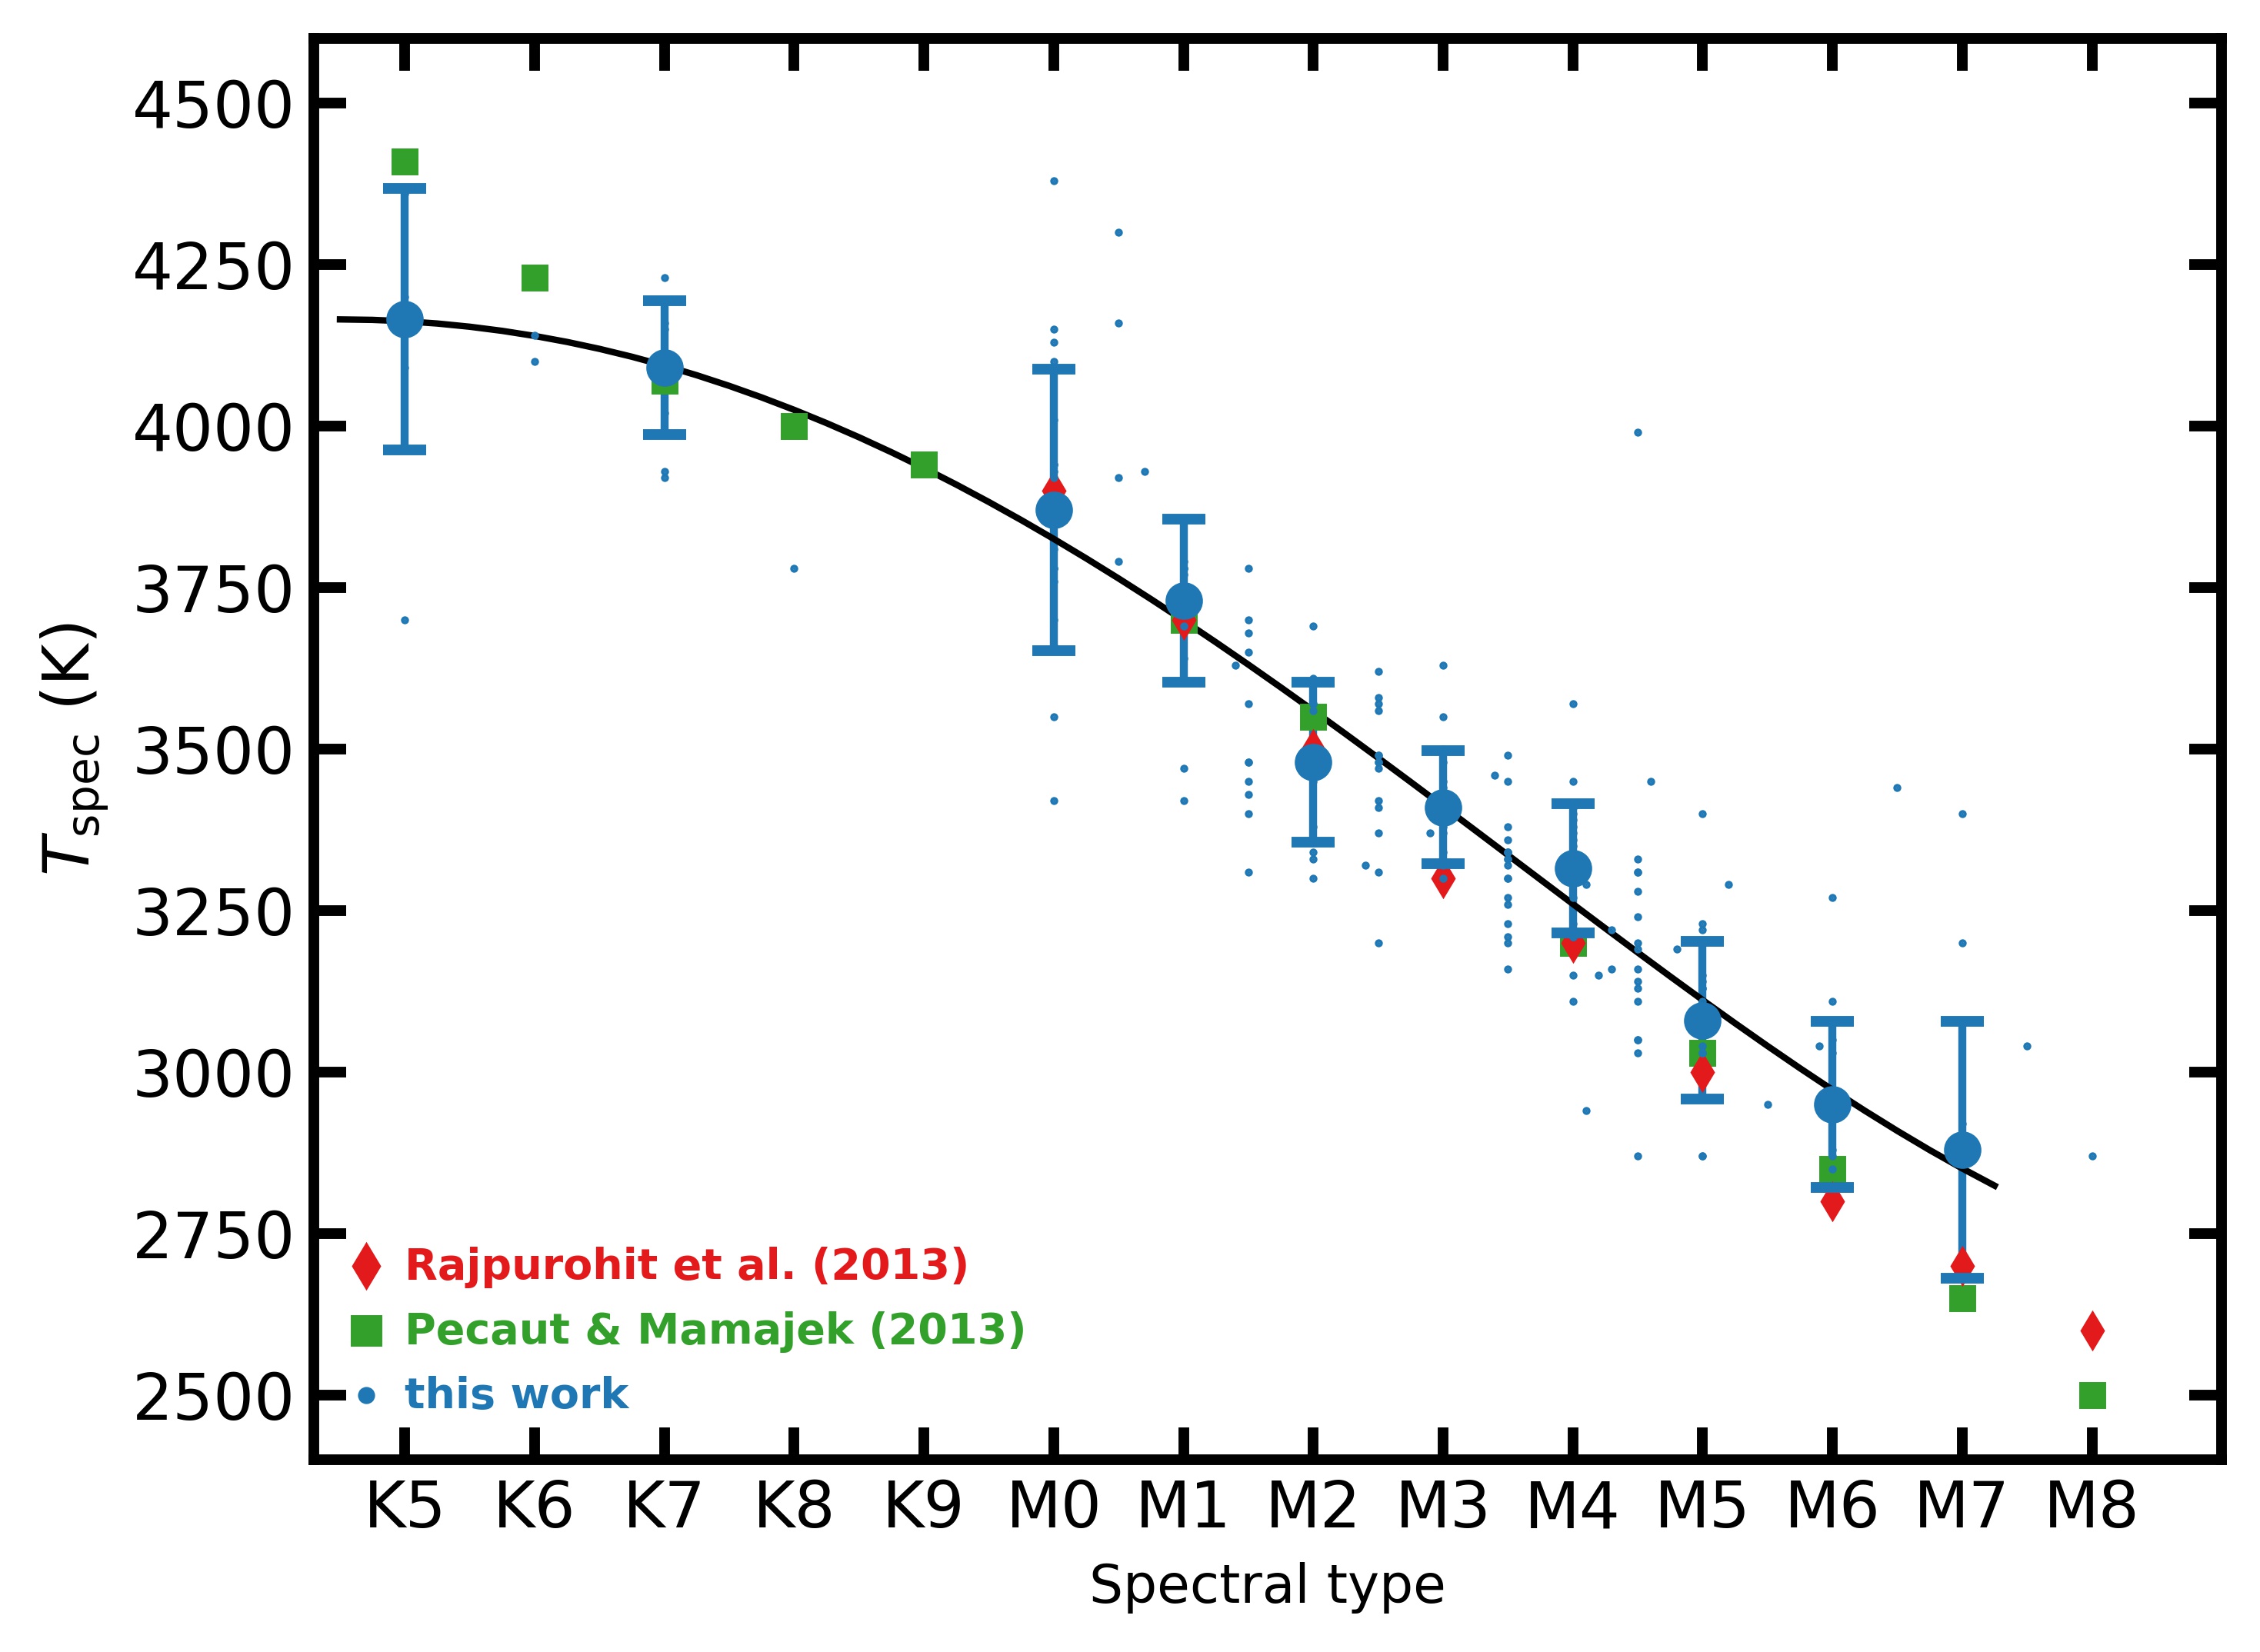 4500
4250
4000
3750
3500
3250
3000
2750
2500
T_spec (K)
Rajpurohit et al. (2013)
Pecaut & Mamajek (2013)
this work
K5 K6 K7 K8 K9 M0 M1 M2 M3 M4 M5 M6 M7 M8
Spectral type